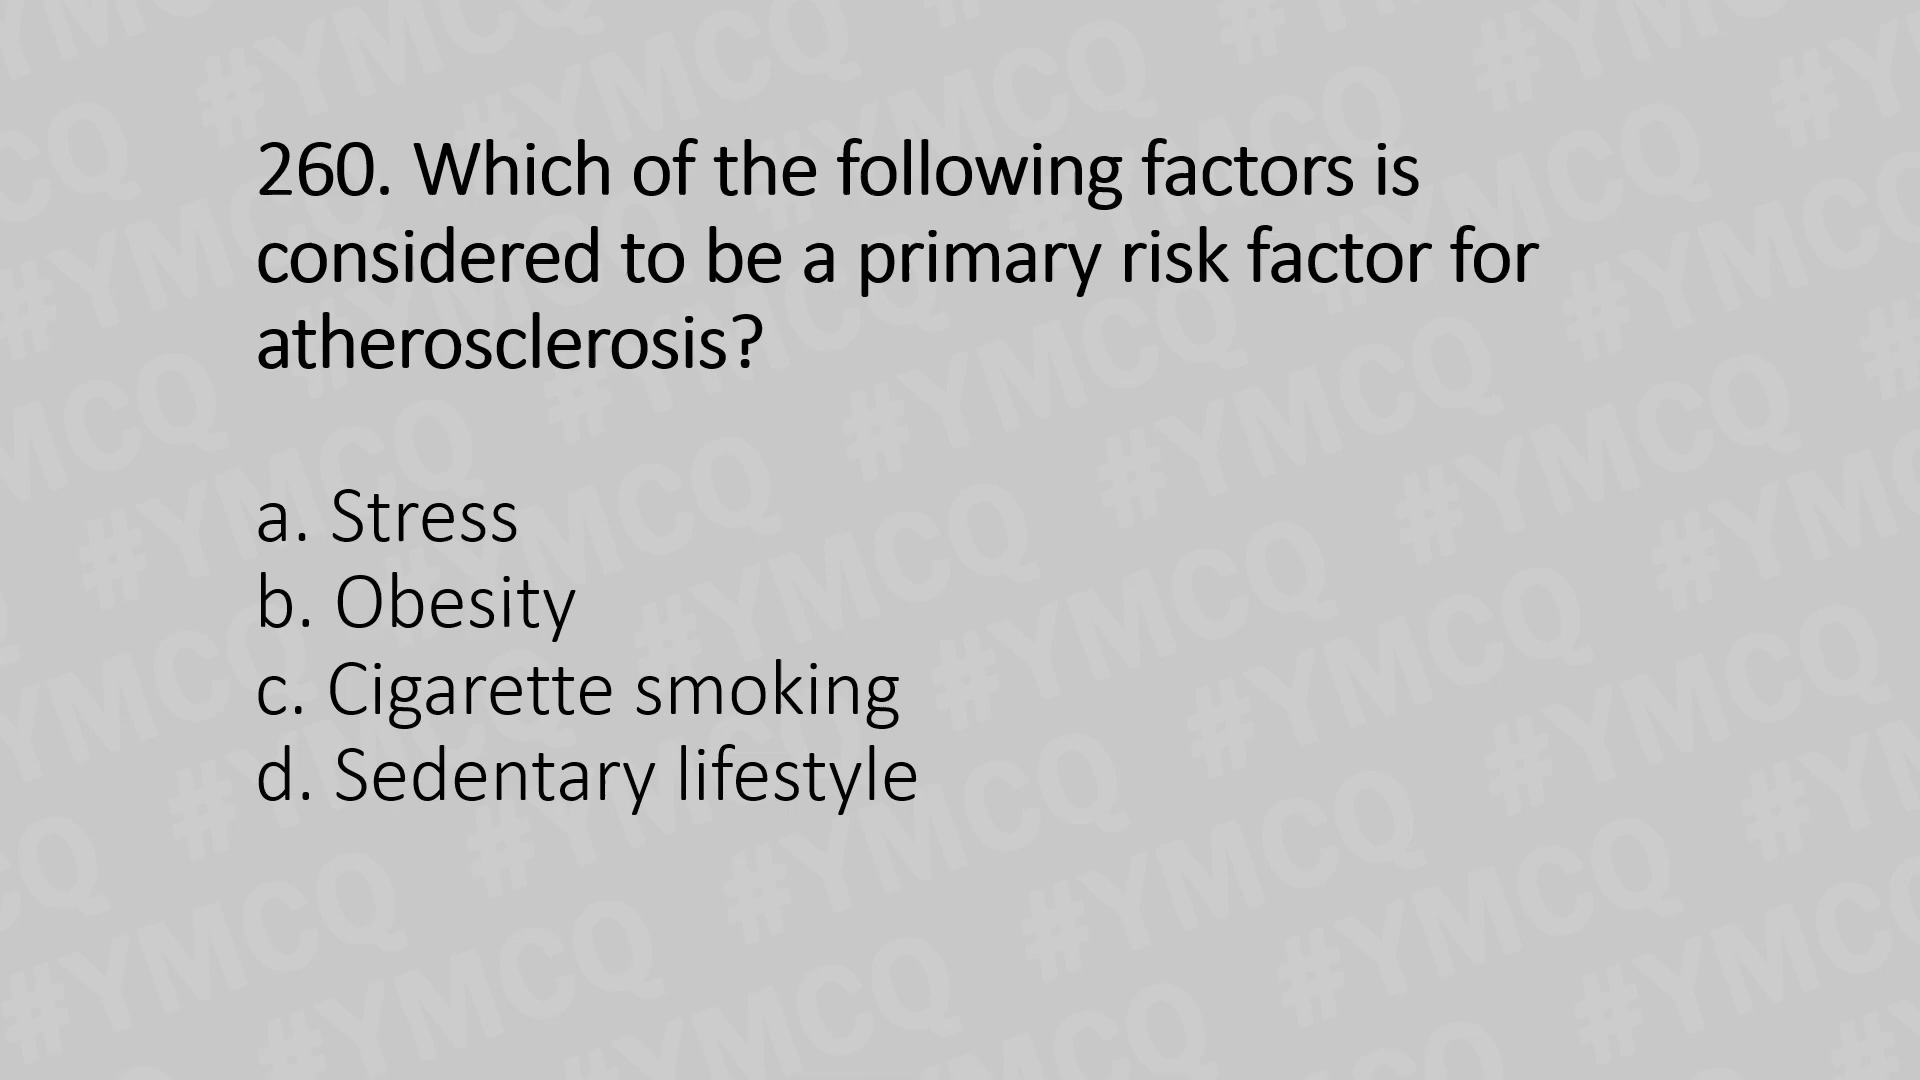 260. Which of the following factors is
considered to be a primary risk factor for
atherosclerosis?
a. Stress
b. Obesity
c. Cigarette smoking
d. Sedentary lifestyle
#YMCQ